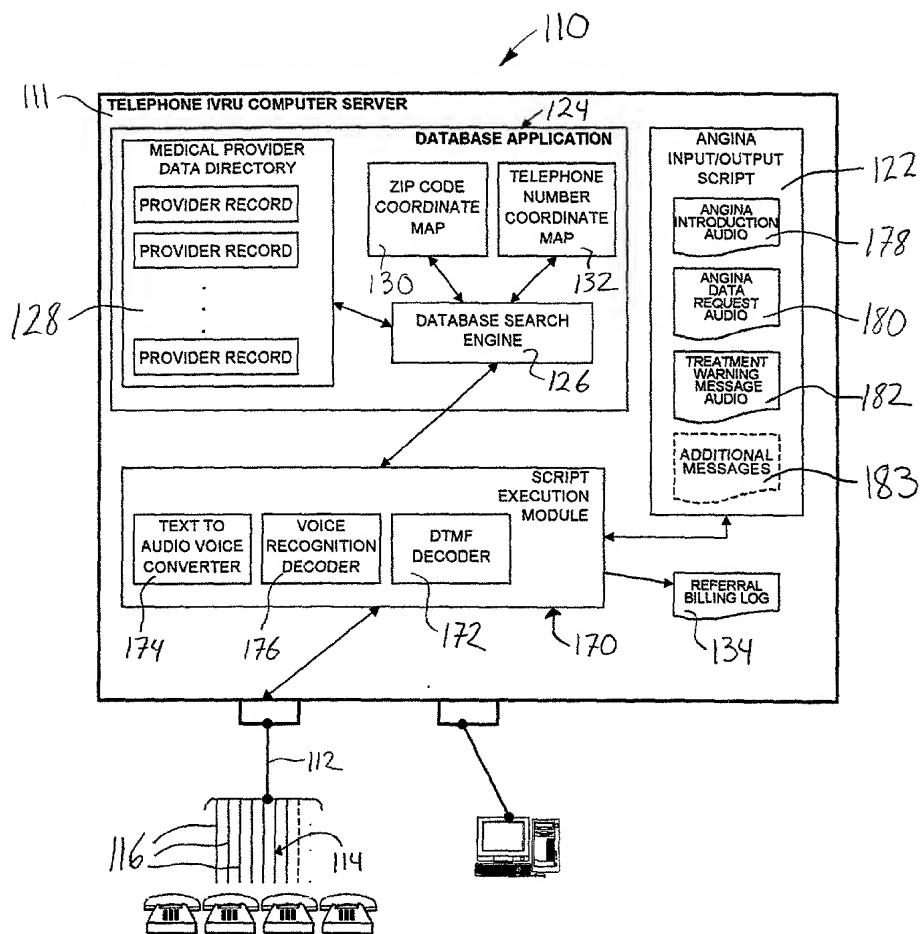 110
111
TELEPHONE IVRU COMPUTER SERVER
124
DATABASE APPLICATION
MEDICAL PROVIDER
DATA DIRECTORY
PROVIDER RECORD
PROVIDER RECORD
128
PROVIDER RECORD
ZIP CODE
COORDINATE
MAP
130
TELEPHONE
NUMBER
COORDINATE
MAP
132
DATABASE SEARCH
ENGINE
126
ANGINA
INPUT/OUTPUT
SCRIPT
122
ANGINA
INTRODUCTION
AUDIO
178
ANGINA
DATA
REQUEST
AUDIO
180
TREATMENT
WARNING
MESSAGE
AUDIO
182
ADDITIONAL
MESSAGES
183
SCRIPT
EXECUTION
MODULE
TEXT TO
AUDIO VOICE
CONVERTER
174
VOICE
RECOGNITION
DECODER
176
DTMF
DECODER
172
170
REFERRAL
BILLING LOG
134
112
116
114